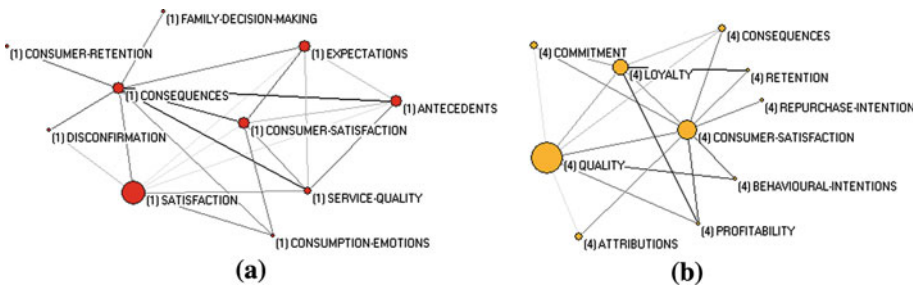 (1) FAMILY-DECISION-MAKING
(1) CONSUMER-RETENTION
(1) EXPECTATIONS
(1) CONSEQUENCES
(1) ANTECEDENTS
(1) CONSUMER-SATISFACTION
(1) DISCONFIRMATION
(1) SATISFACTION
(1) SERVICE-QUALITY
(1) CONSUMPTION-EMOTIONS
(a)
(4) CONSEQUENCES
(4) COMMITMENT
(4) LOYALTY
(4) RETENTION
(4) REPURCHASE-INTENTION
(4) CONSUMER-SATISFACTION
(4) QUALITY
(4) BEHAVIOURAL-INTENTIONS
(4) PROFITABILITY
(4) ATTRIBUTIONS
(b)